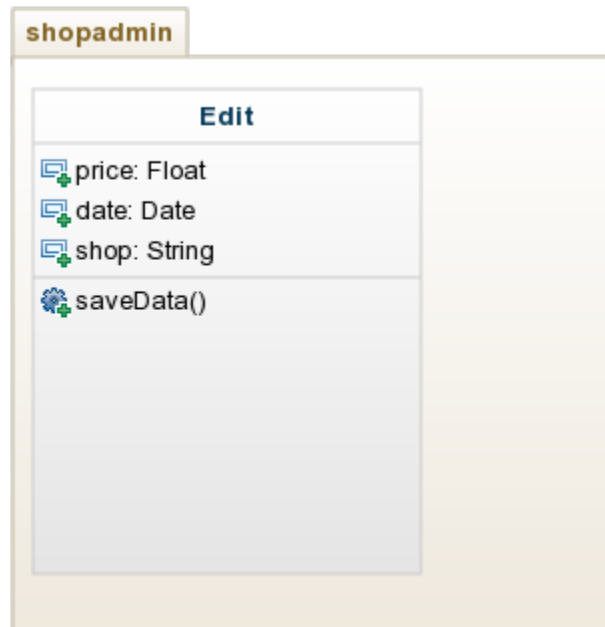 shopadmin
Edit
price: Float
date: Date
shop: String
saveData()